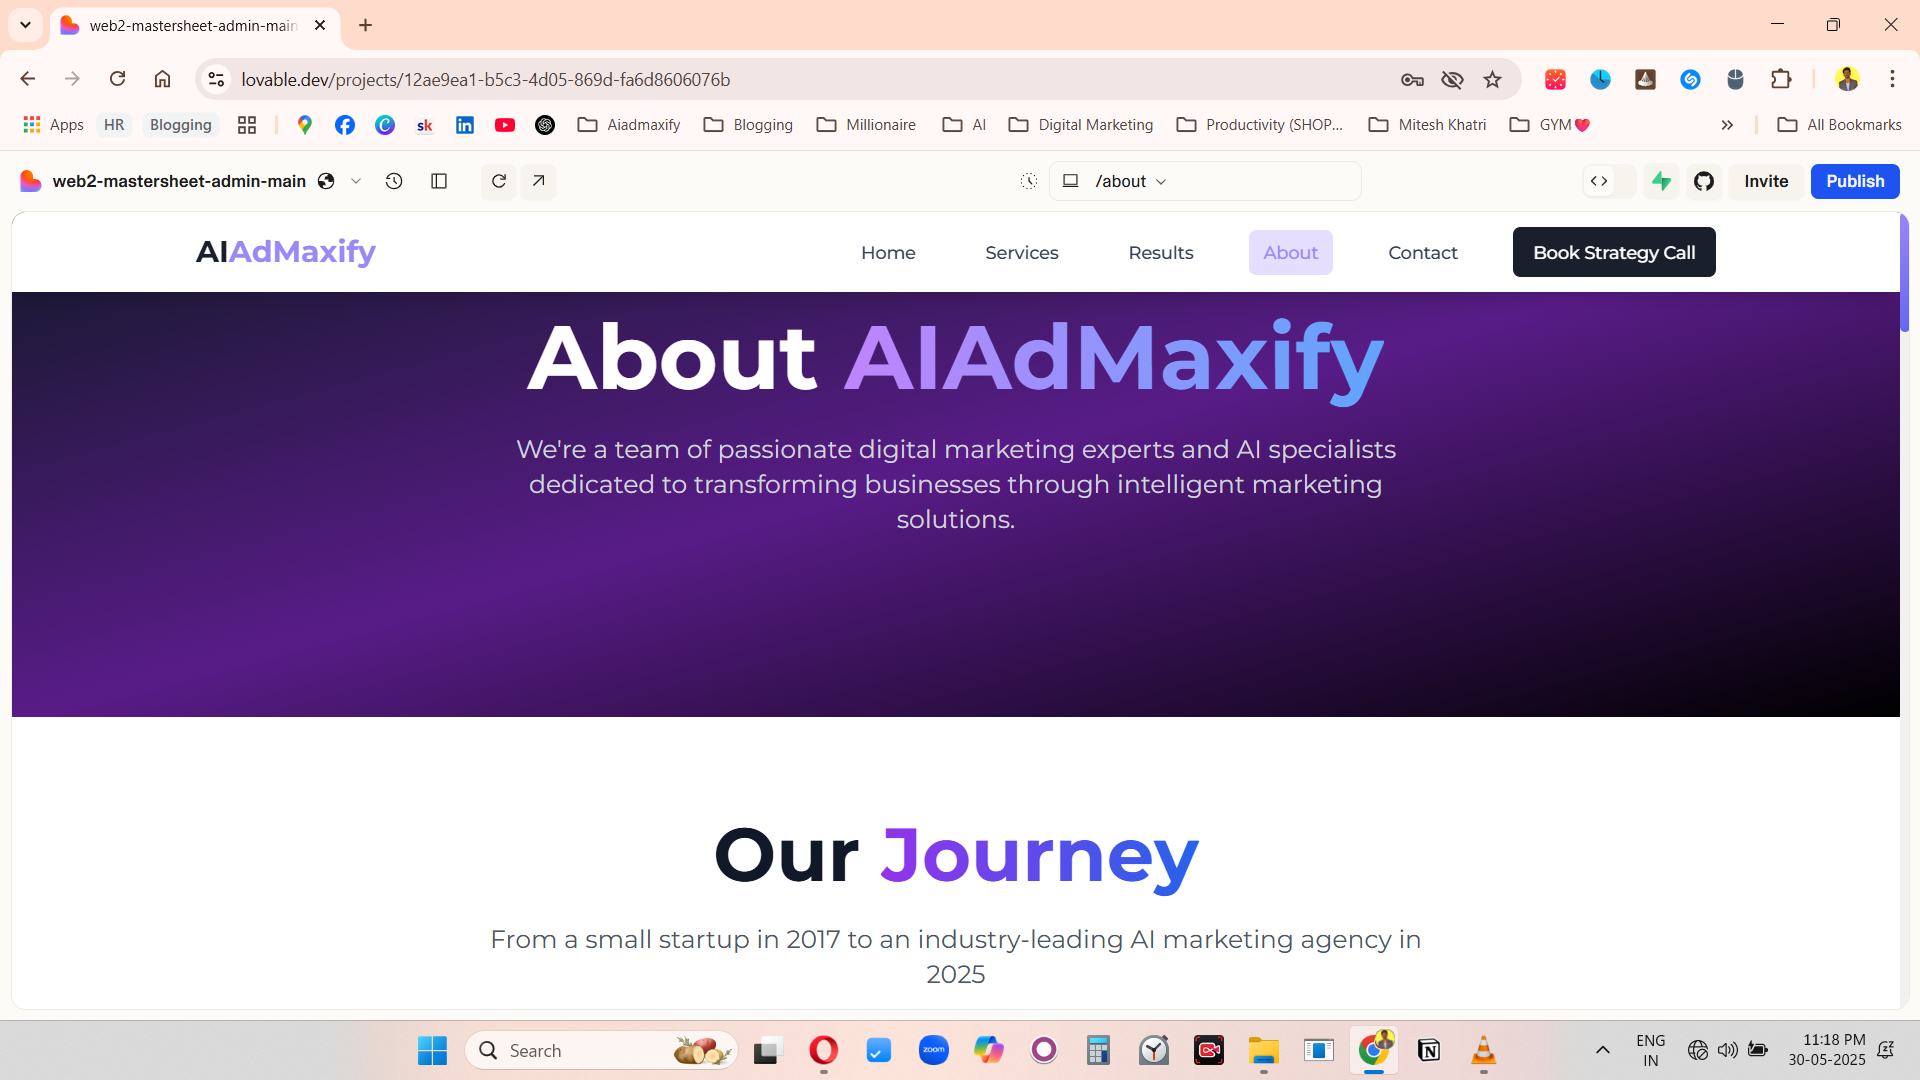 web2-mastersheet-admin-main
lovable.dev/projects/12ae9ea1-b5c3-4d05-869d-fa6d8606076b
Apps HR Blogging sk Aiadmaxify Blogging Millionaire AI Digital Marketing Productivity (SHOP... Mitesh Khatri GYM❤️ » All Bookmarks
web2-mastersheet-admin-main /about Invite Publish
AIAdMaxify Home Services Results About Contact Book Strategy Call
About AIAdMaxify
We're a team of passionate digital marketing experts and AI specialists
dedicated to transforming businesses through intelligent marketing
solutions.
Our Journey
From a small startup in 2017 to an industry-leading AI marketing agency in
2025
Search zoom ENG 11:18 PM
IN 30-05-2025